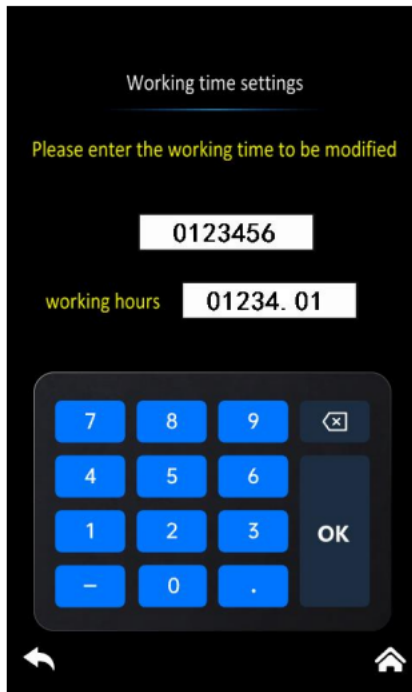 Working time settings
Please enter the working time to be modified
0123456
working hours 01234. 01
7 8 9
4 5 6
1 2 3 OK
– 0 .